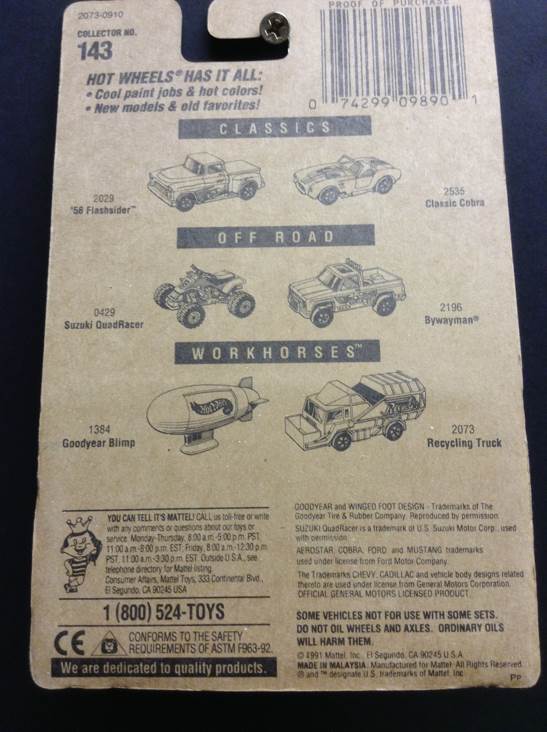 2073-0910
COLLECTOR NO.
143
PROOF OF PURCHASE
HOT WHEELS® HAS IT ALL:
• Cool paint jobs & hot colors!
• New models & old favorites!
0 74299 09890 1
CLASSICS
2029
'56 Flashsider™
2535
Classic Cobra
OFF ROAD
0429
Suzuki QuadRacer
2196
Bywayman®
WORKHORSES™
1384
Goodyear Blimp
2073
Recycling Truck
YOU CAN TELL IT'S MATTEL! CALL us toll-free or write
with any comments or questions about our toys or
service. Monday-Thursday, 8:00 a.m.-5:00 p.m. PST,
11:00 a.m.-8:00 p.m. EST; Friday, 8:00 a.m.-12:30 p.m.
PST, 11:00 a.m.-3:30 p.m. EST. Outside U.S.A., see
telephone directory for Mattel listing.
Consumer Affairs, Mattel Toys, 333 Continental Blvd.,
El Segundo, CA 90245 USA
1 (800) 524-TOYS
CE CONFORMS TO THE SAFETY
REQUIREMENTS OF ASTM F963-92.
We are dedicated to quality products.
GOODYEAR and WINGED FOOT DESIGN - Trademarks of The
Goodyear Tire & Rubber Company. Reproduced by permission.
SUZUKI QuadRacer is a trademark of U.S. Suzuki Motor Corp., used
with permission.
AEROSTAR, COBRA, FORD and MUSTANG trademarks
used under license from Ford Motor Company.
The Trademarks CHEVY, CADILLAC and vehicle body designs related
thereto are used under license from General Motors Corporation.
OFFICIAL GENERAL MOTORS LICENSED PRODUCT.
SOME VEHICLES NOT FOR USE WITH SOME SETS.
DO NOT OIL WHEELS AND AXLES. ORDINARY OILS
WILL HARM THEM.
© 1991 Mattel, Inc., El Segundo, CA 90245 U.S.A.
MADE IN MALAYSIA. Manufactured for Mattel. All Rights Reserved.
® and ™ designate U.S. trademarks of Mattel, Inc.
PP